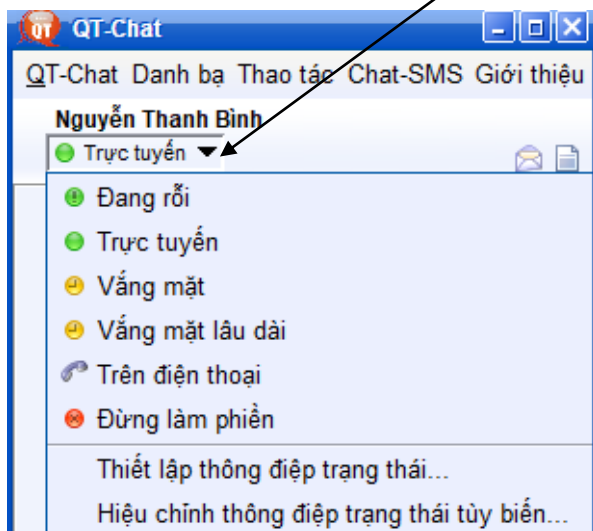 QT QT-Chat
QT-Chat Danh bạ Thao tác Chat-SMS Giới thiệu
Nguyễn Thanh Bình
Trực tuyến
Đang rỗi
Trực tuyến
Vắng mặt
Vắng mặt lâu dài
Trên điện thoại
Đừng làm phiền
Thiết lập thông điệp trạng thái...
Hiệu chỉnh thông điệp trạng thái tùy biến...